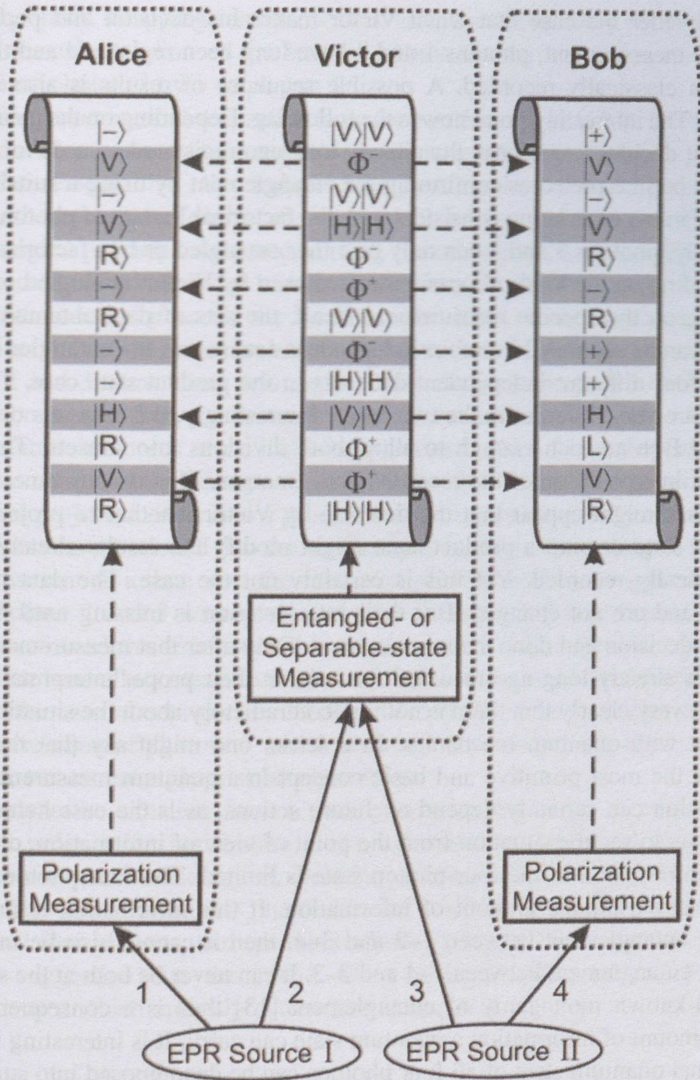 Alice Victor Bob
|−⟩ |V⟩|V⟩ |+⟩
|V⟩ Φ⁻ |V⟩
|−⟩ |V⟩|V⟩ |−⟩
|V⟩ |H⟩|H⟩ |V⟩
|R⟩ Φ⁻ |R⟩
|−⟩ Φ |−⟩
|R⟩ |V⟩|V⟩ |R⟩
|−⟩ Φ⁻ |+⟩
|+⟩ |H⟩|H⟩ |+⟩
|H⟩ |V⟩|V⟩ |H⟩
|R⟩ Φ⁺ |L⟩
|V⟩ Φ⁺ |V⟩
|R⟩ |H⟩|H⟩ |R⟩
Entangled- or
Separable-state
Measurement
Polarization
Measurement
Polarization
Measurement
1 2 3 4
EPR Source I EPR Source II